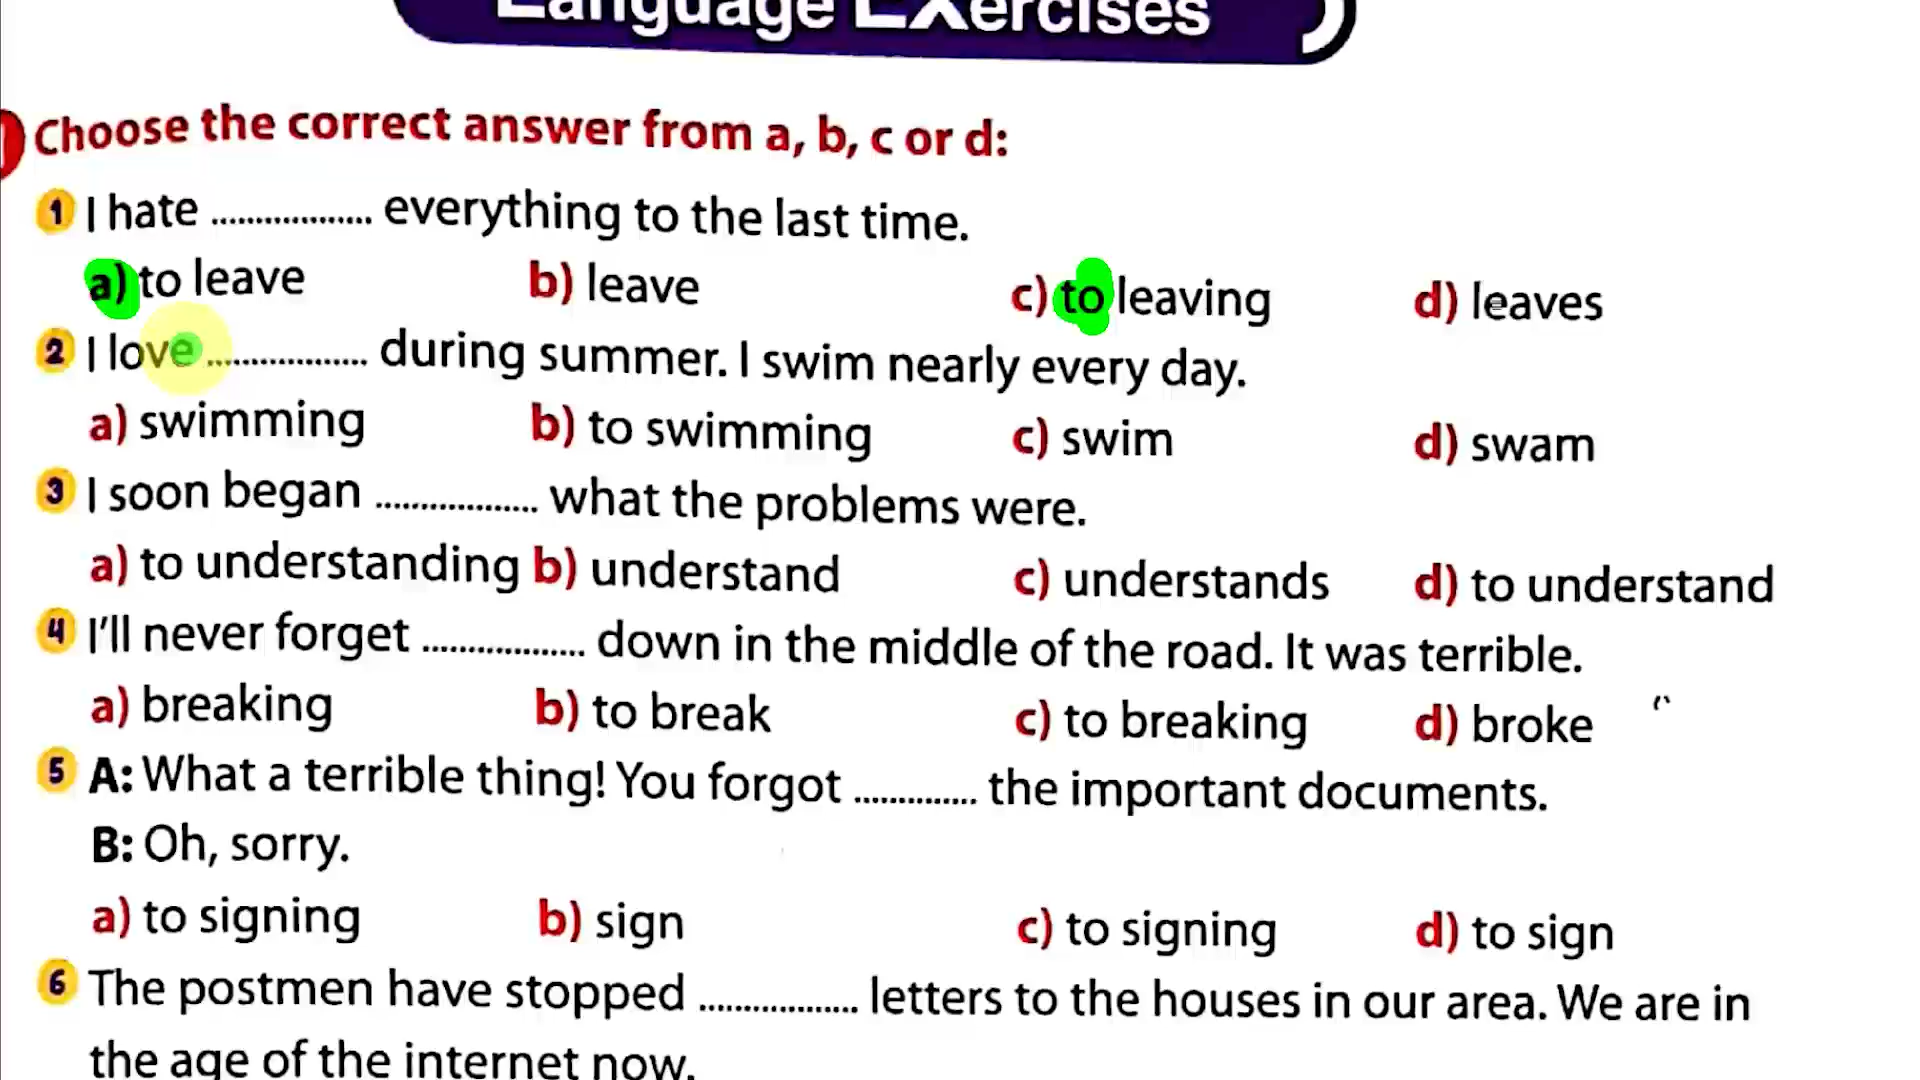 Language EXercises
1 Choose the correct answer from a, b, c or d:
1 I hate .................. everything to the last time.
a) to leave b) leave c) to leaving d) leaves
2 I love .................. during summer. I swim nearly every day.
a) swimming b) to swimming c) swim d) swam
3 I soon began .................. what the problems were.
a) to understanding b) understand c) understands d) to understand
4 I'll never forget .................. down in the middle of the road. It was terrible.
a) breaking b) to break c) to breaking d) broke
5 A: What a terrible thing! You forgot .............. the important documents.
B: Oh, sorry.
a) to signing b) sign c) to signing d) to sign
6 The postmen have stopped .................. letters to the houses in our area. We are in
the age of the internet now.